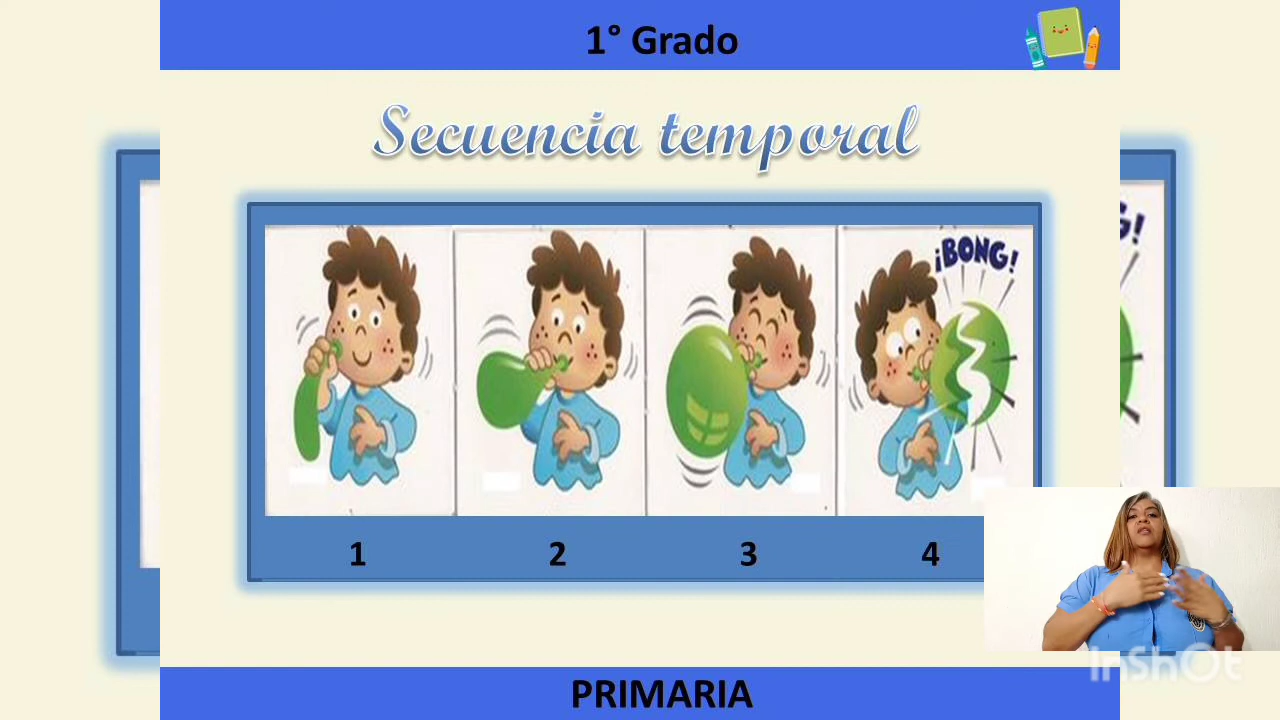 1° Grado
Secuencia temporal
¡BONG!
G!
1 2 3 4
PRIMARIA
InShOt